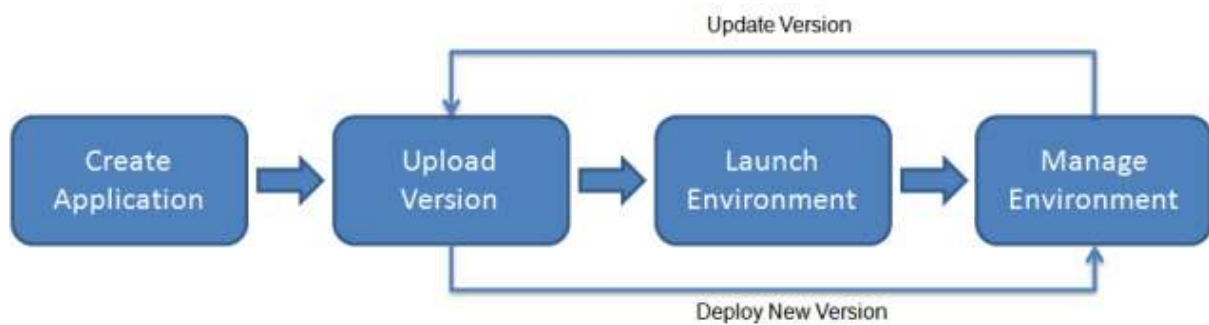 Update Version
Create
Application
Upload
Version
Launch
Environment
Manage
Environment
Deploy New Version